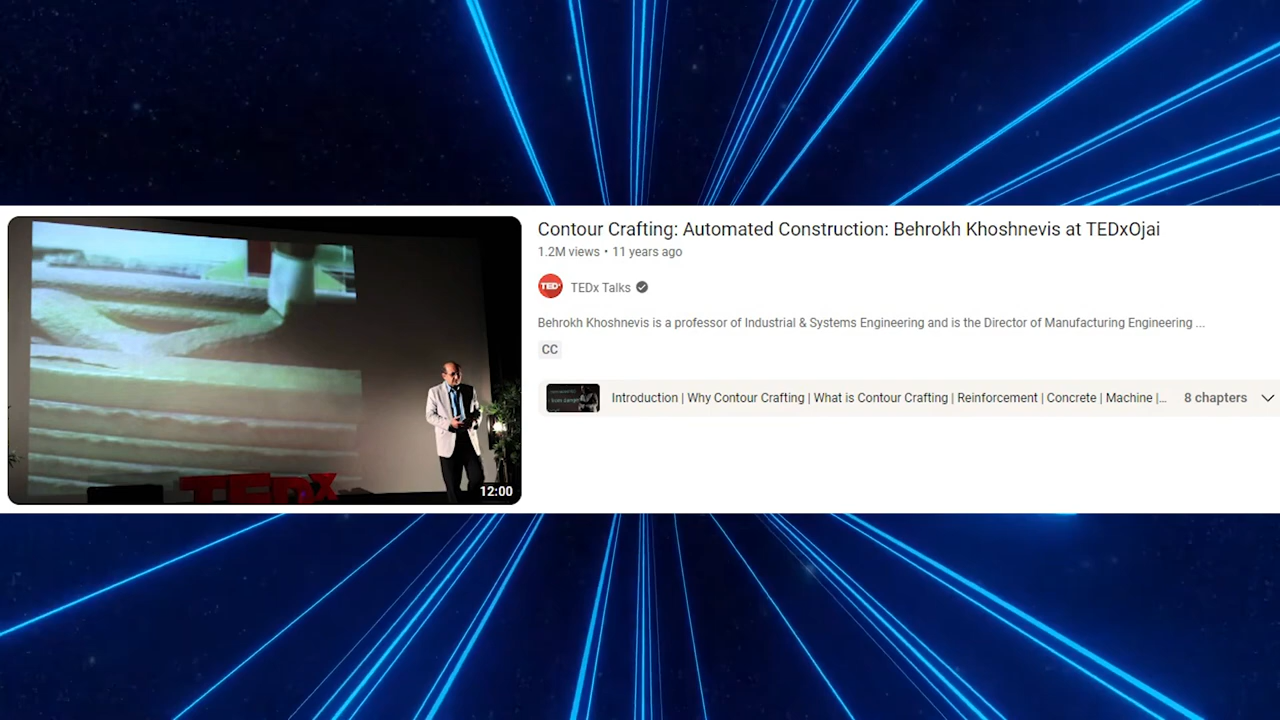 Contour Crafting: Automated Construction: Behrokh Khoshnevis at TEDxOjai
1.2M views • 11 years ago
TEDx
TEDx Talks
Behrokh Khoshnevis is a professor of Industrial & Systems Engineering and is the Director of Manufacturing Engineering ...
CC
Introduction | Why Contour Crafting | What is Contour Crafting | Reinforcement | Concrete | Machine |...
8 chapters
TEDx
12:00